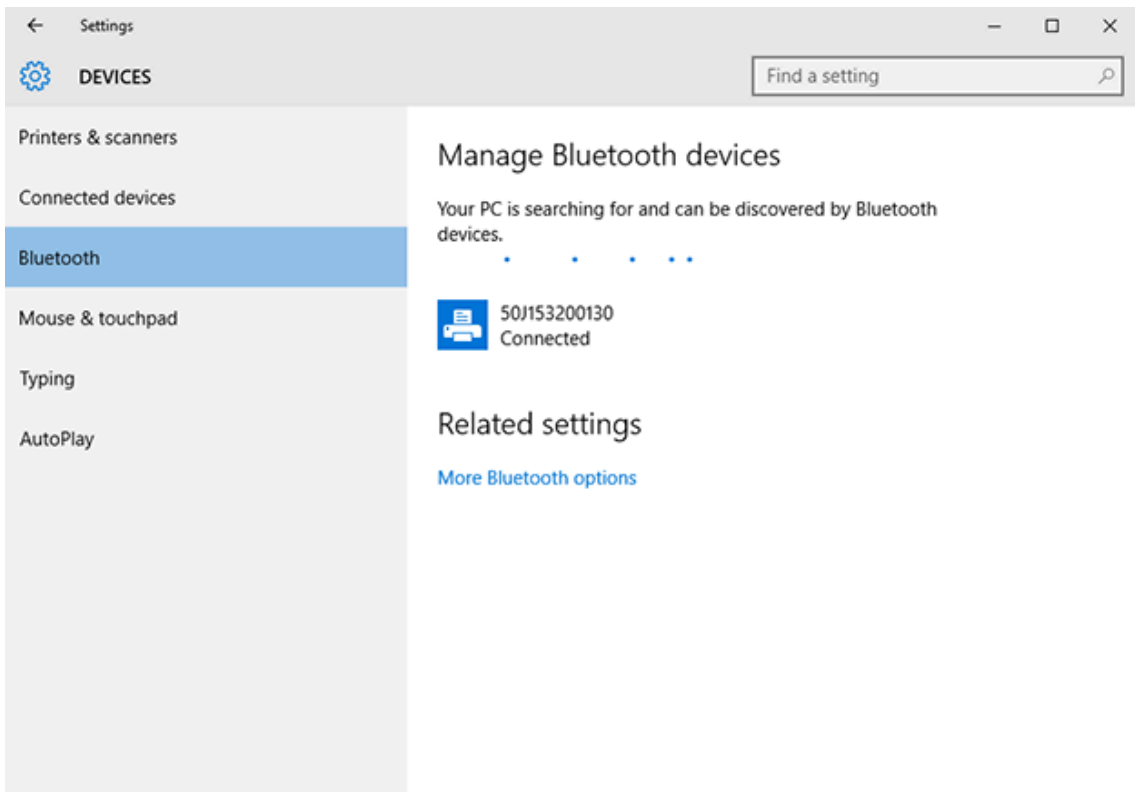 Settings
DEVICES
Find a setting
Printers & scanners
Connected devices
Bluetooth
Mouse & touchpad
Typing
AutoPlay
Manage Bluetooth devices
Your PC is searching for and can be discovered by Bluetooth
devices.
50J153200130
Connected
Related settings
More Bluetooth options